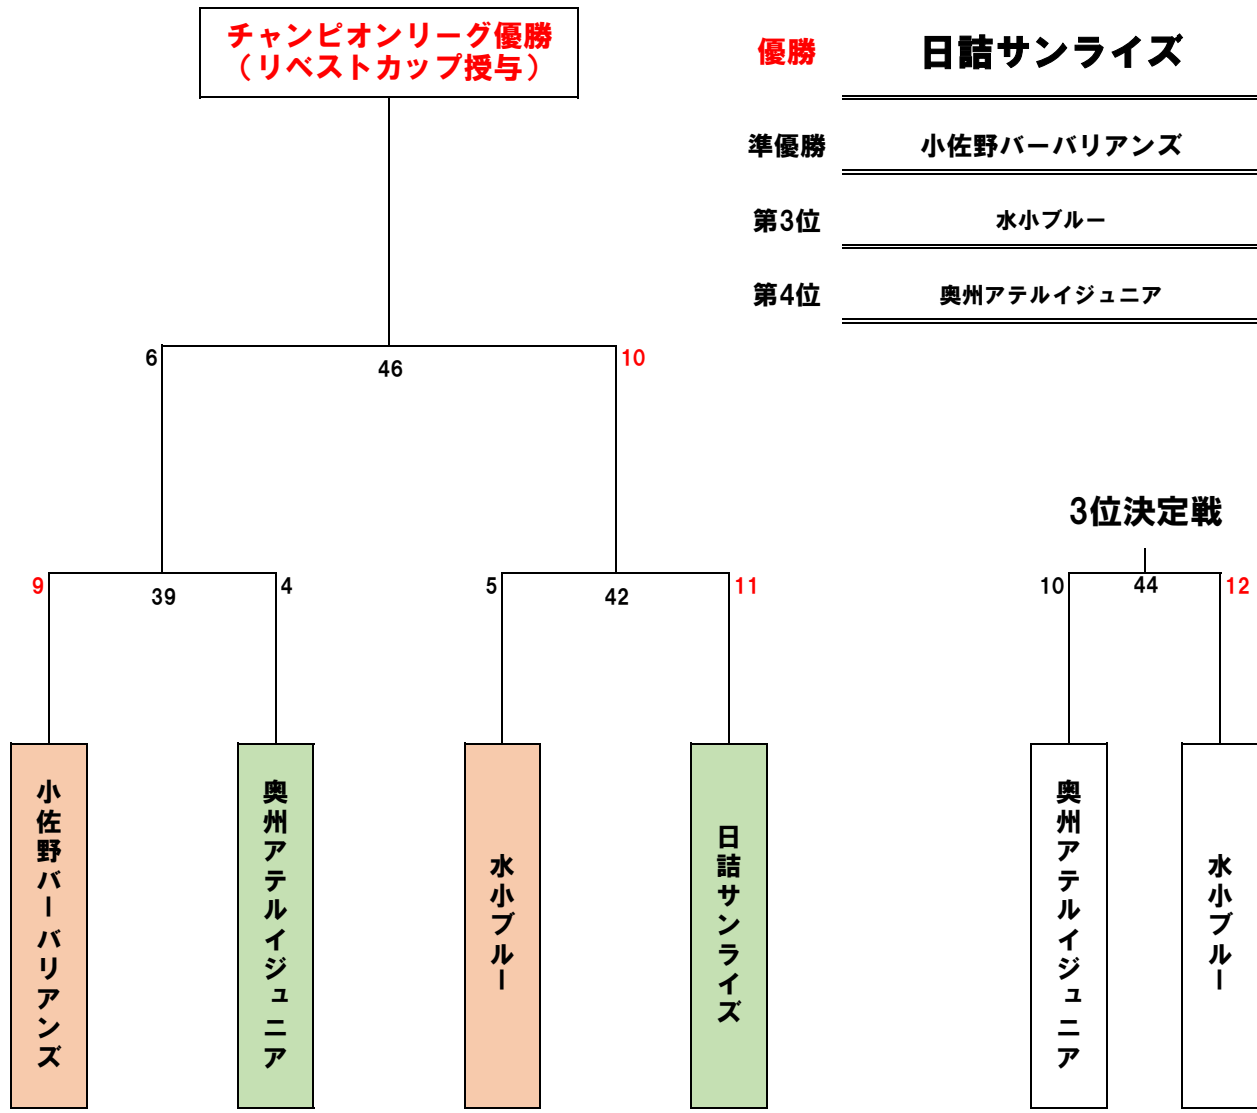 チャンピオンリーグ優勝
（リベストカップ授与）
優勝 日詰サンライズ
準優勝 小佐野バーバリアンズ
第3位 水小ブルー
第4位 奥州アテルイジュニア
6 46 10
3位決定戦
9 39 4 5 42 11 10 44 12
小佐野バーバリアンズ
奥州アテルイジュニア
水小ブルー
日詰サンライズ
奥州アテルイジュニア
水小ブルー